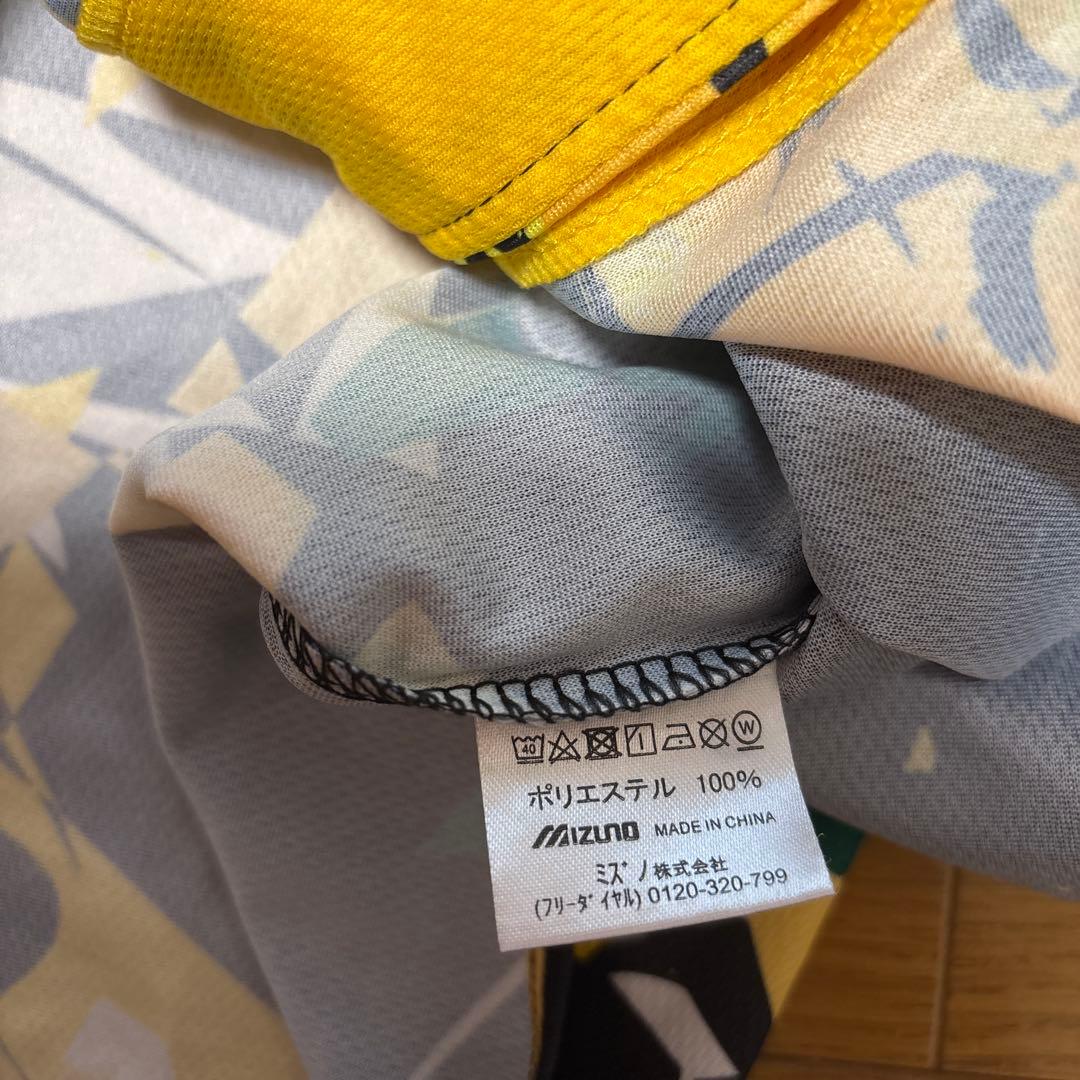 40 W
ポリエステル 100%
MIZUNO MADE IN CHINA
ミズノ株式会社
(フリーダイヤル) 0120-320-799